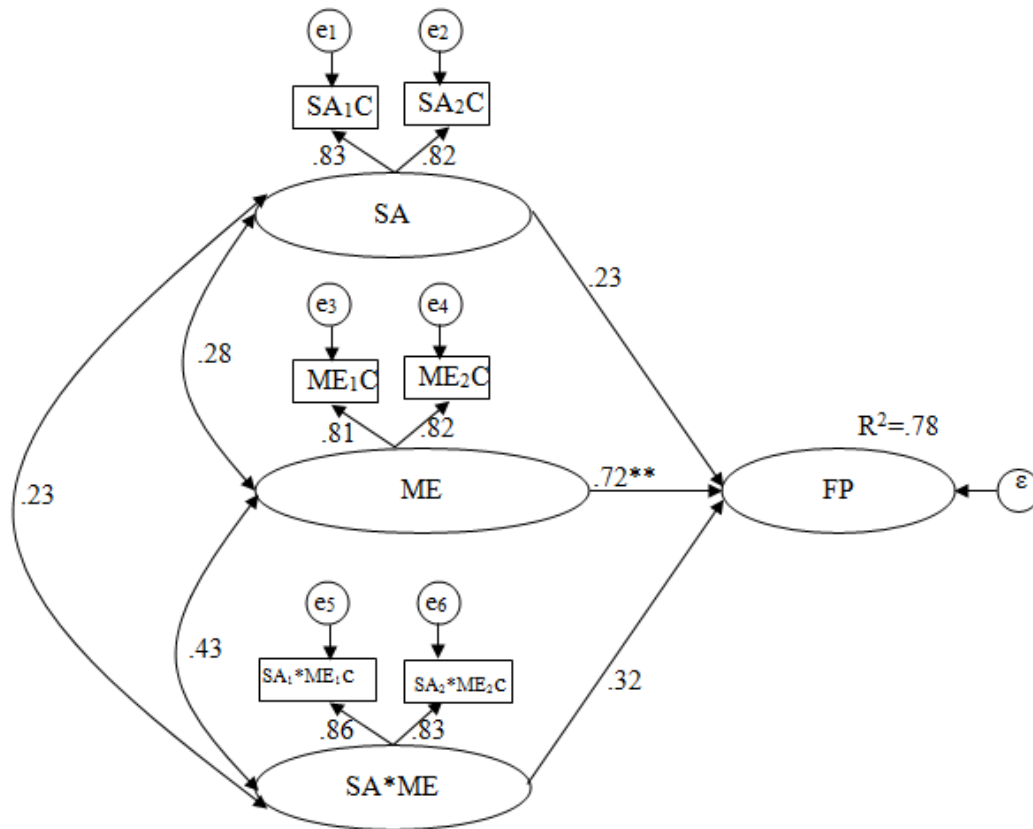 e₁ e₂
SA₁C SA₂C
.83 .82
SA
.23
e₃ e₄
.28
ME₁C ME₂C
.81 .82
R²=.78
ME .72** FP ε
.23
e₅ e₆
.43
SA₁*ME₁C SA₂*ME₂C
.32
.86 .83
SA*ME